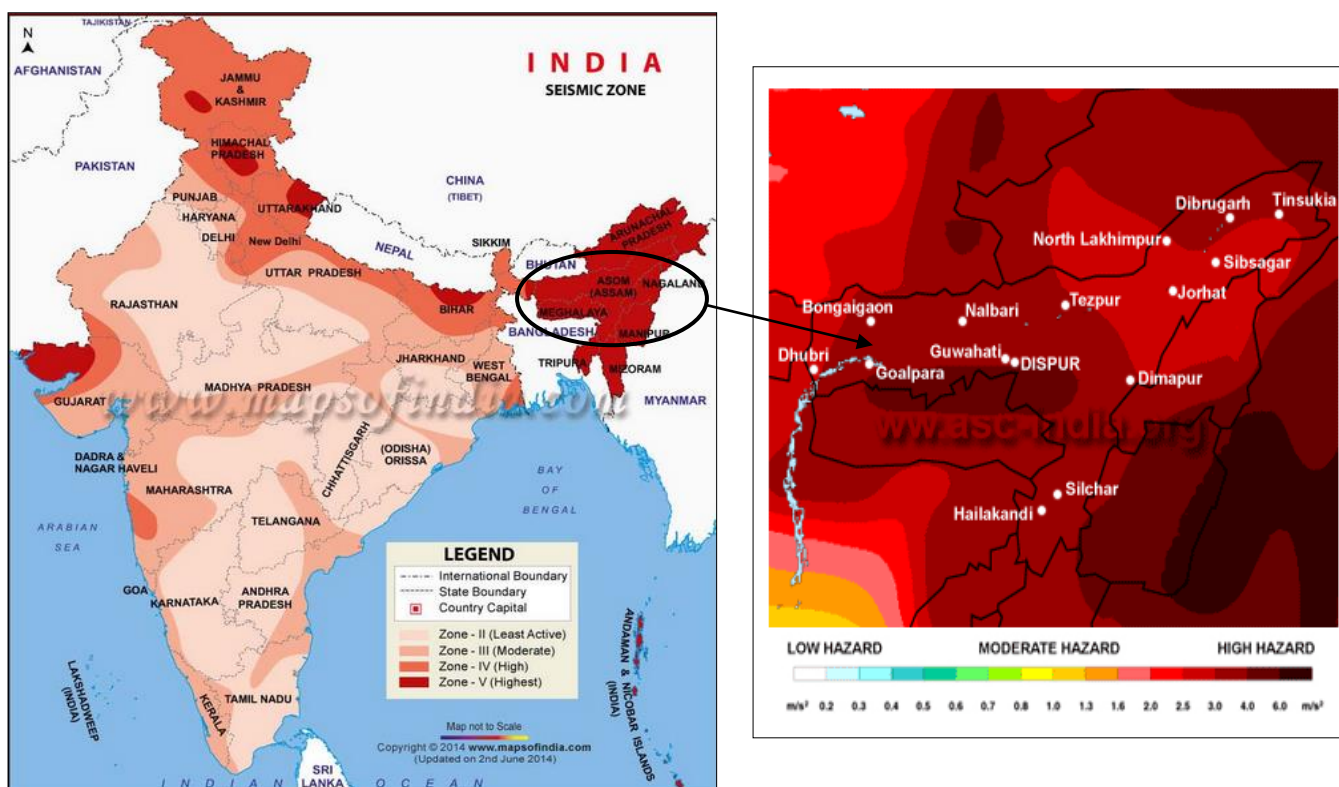 INDIA
SEISMIC ZONE
N
TAJIKISTAN
AFGHANISTAN
JAMMU
&
KASHMIR
HIMACHAL
PRADESH
PAKISTAN
CHINA
(TIBET)
PUNJAB
UTTARAKHAND
HARYANA
DELHI
New Delhi
NEPAL
SIKKIM
BHUTAN
ARUNACHAL
PRADESH
UTTAR PRADESH
ASOM
(ASSAM)
NAGALAND
RAJASTHAN
BIHAR
MEGHALAYA
BANGLADESH
MANIPUR
JHARKHAND
WEST
BENGAL
TRIPURA
MIZORAM
GUJARAT
MADHYA PRADESH
MYANMAR
www.mapsofindia.com
CHHATTISGARH
(ODISHA)
ORISSA
DADRA &
NAGAR HAVELI
MAHARASHTRA
BAY
OF
BENGAL
ARABIAN
SEA
TELANGANA
GOA
KARNATAKA
ANDHRA
PRADESH
LEGEND
International Boundary
State Boundary
Country Capital
Zone - II (Least Active)
Zone - III (Moderate)
Zone - IV (High)
Zone - V (Highest)
ANDAMAN & NICOBAR ISLANDS
(INDIA)
LAKSHADWEEP
(INDIA)
KERALA
TAMIL NADU
Map not to Scale
Copyright © 2014 www.mapsofindia.com
(Updated on 2nd June 2014)
SRI
LANKA
INDIAN OCEAN
Dibrugarh
Tinsukia
North Lakhimpur
Sibsagar
Jorhat
Bongaigaon
Nalbari
Tezpur
Dhubri
Guwahati
DISPUR
Goalpara
Dimapur
ww.asc-india.org
Silchar
Hailakandi
LOW HAZARD MODERATE HAZARD HIGH HAZARD
m/s² 0.2 0.3 0.4 0.5 0.6 0.7 0.8 1.0 1.3 1.6 2.0 2.5 3.0 4.0 6.0 m/s²